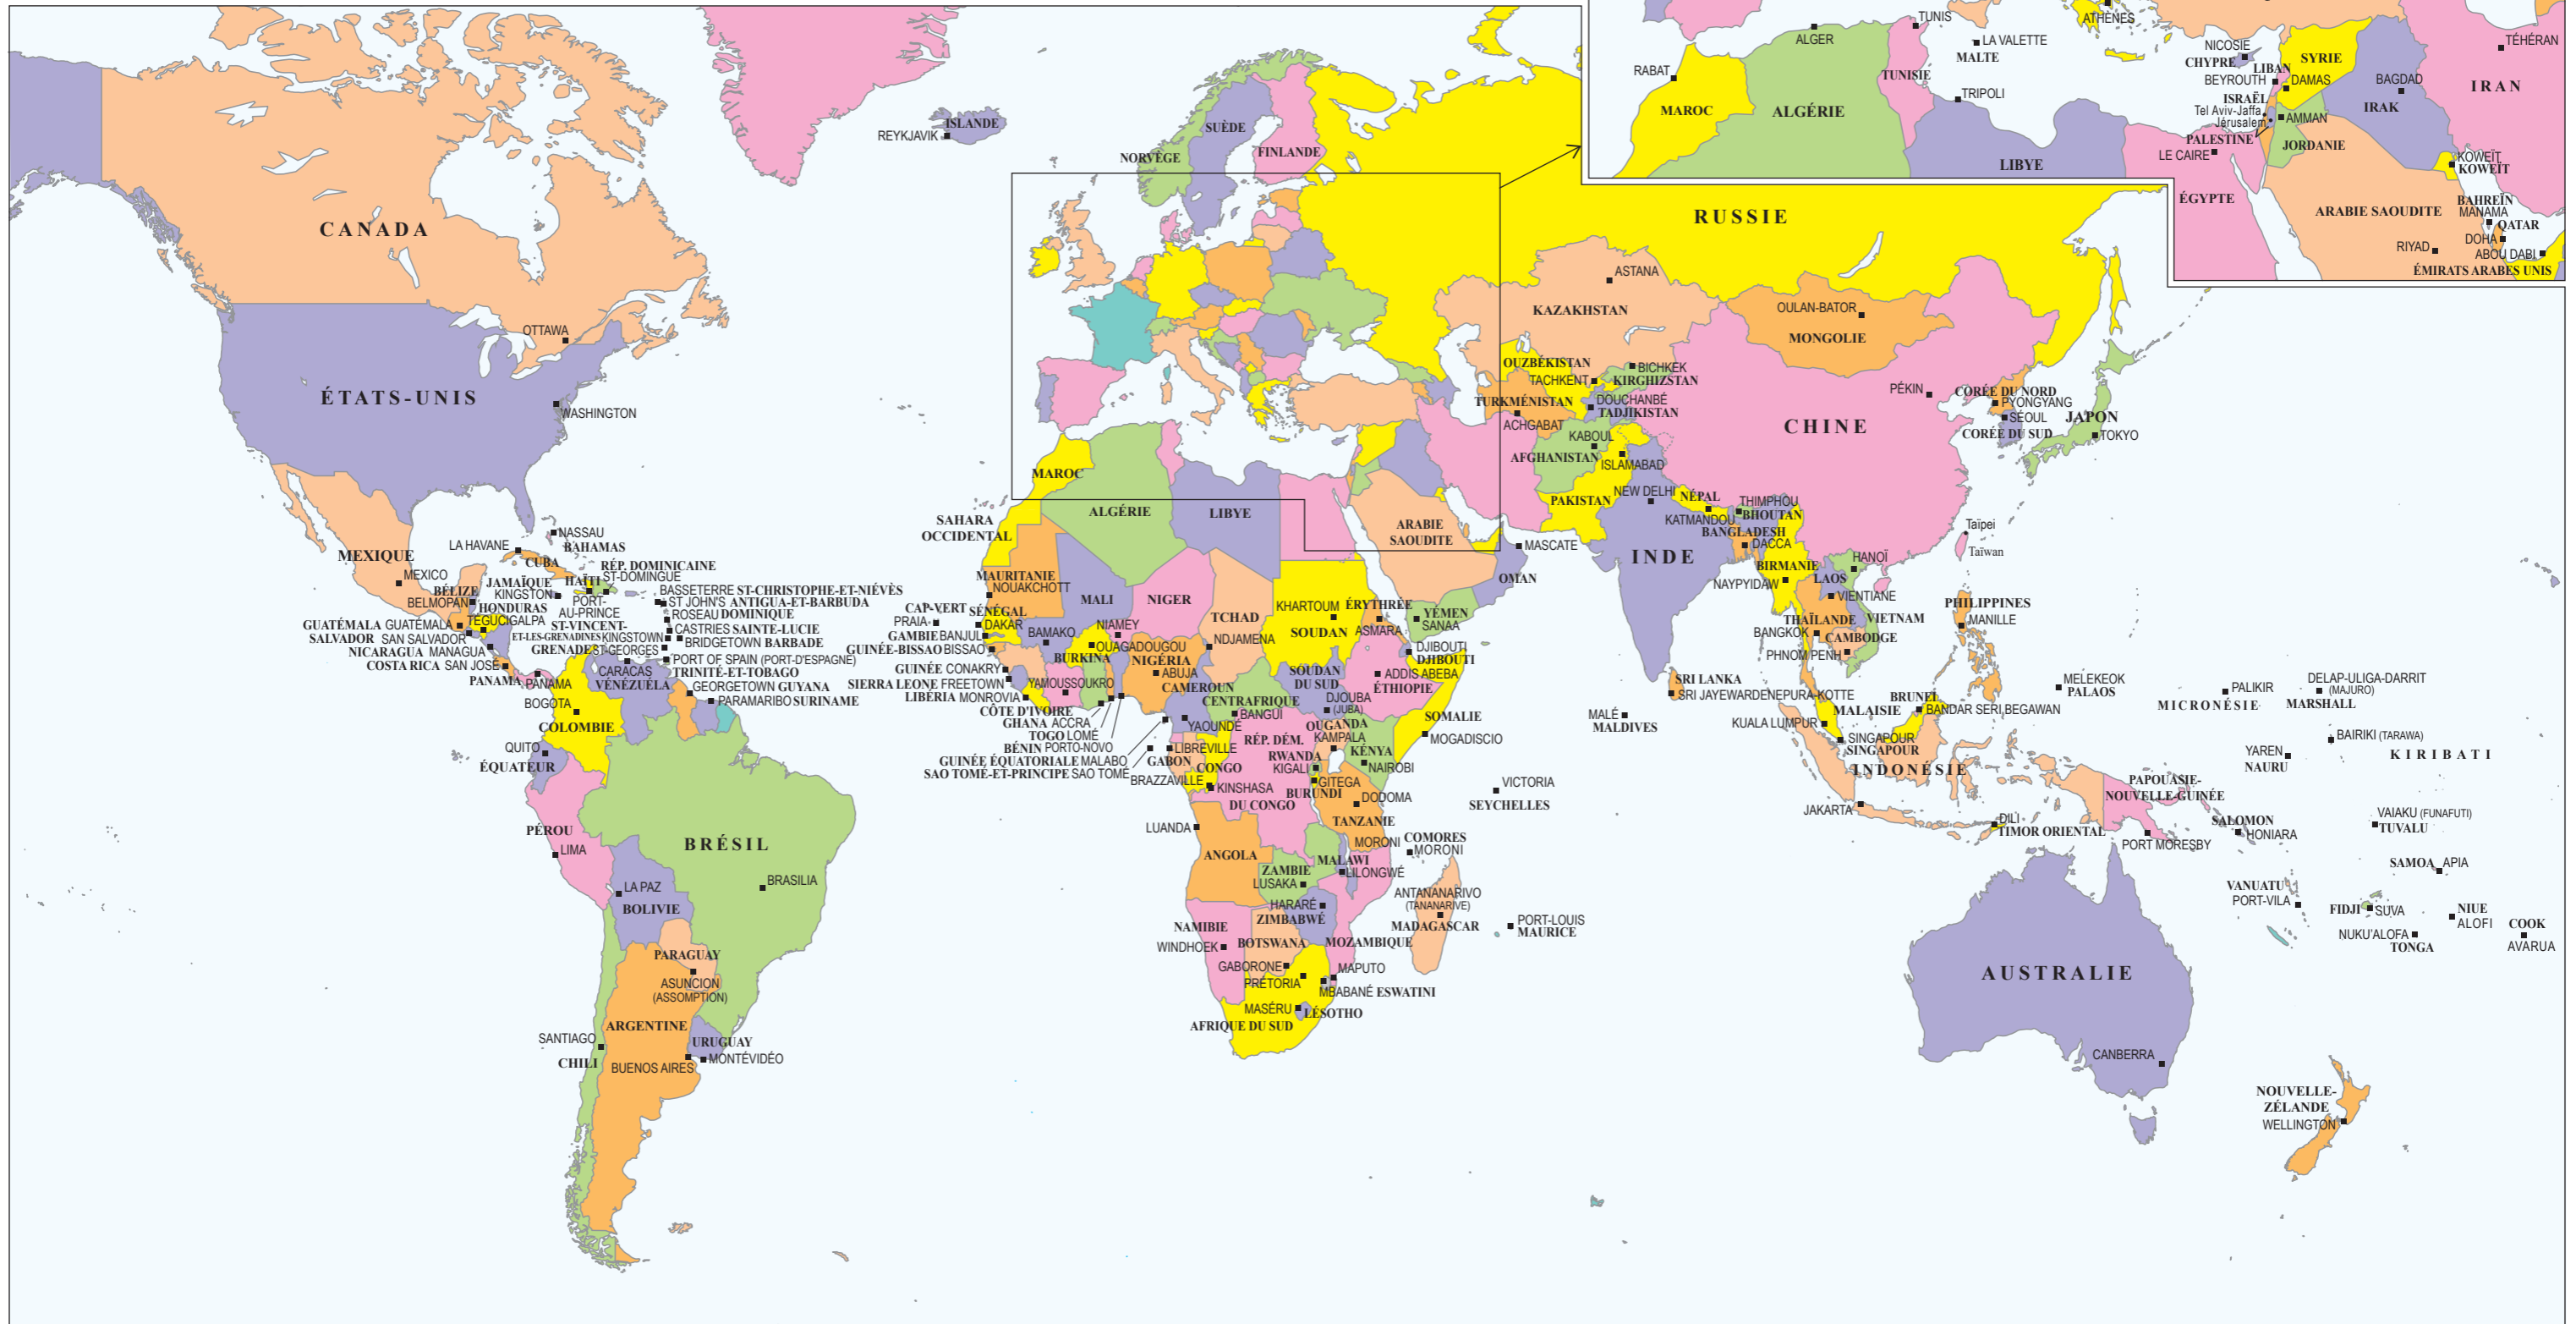 ATHÈNES
TUNIS
ALGER
LA VALETTE
MALTE
NICOSIE
CHYPRE
SYRIE
TÉHÉRAN
RABAT
TUNISIE
LIBAN
BEYROUTH
DAMAS
BAGDAD
IRAN
MAROC
ALGÉRIE
TRIPOLI
ISRAËL
Tel Aviv-Jaffa
Jérusalem
AMMAN
IRAK
PALESTINE
LE CAIRE
JORDANIE
LIBYE
KOWEÏT
KOWEÏT
ÉGYPTE
ARABIE SAOUDITE
BAHREÏN
MANAMA
QATAR
RIYAD
DOHA
ABOU DABI
ÉMIRATS ARABES UNIS
REYKJAVIK
ISLANDE
SUÈDE
NORVÈGE
FINLANDE
RUSSIE
CANADA
OTTAWA
ÉTATS-UNIS
WASHINGTON
ASTANA
KAZAKHSTAN
OULAN-BATOR
MONGOLIE
OUZBÉKISTAN
TACHKENT
BICHKEK
KIRGHIZSTAN
TURKMÉNISTAN
ACHGABAT
DOUCHANBÉ
TADJIKISTAN
PÉKIN
CORÉE DU NORD
PYONGYANG
SÉOUL
CORÉE DU SUD
JAPON
TOKYO
CHINE
KABOUL
AFGHANISTAN
ISLAMABAD
PAKISTAN
NEW DELHI
NÉPAL
KATMANDOU
THIMPHOU
BHOUTAN
BANGLADESH
DACCA
INDE
Taïpei
Taïwan
HANOÏ
BIRMANIE
NAYPYIDAW
LAOS
VIENTIANE
VIETNAM
THAÏLANDE
BANGKOK
CAMBODGE
PHNOM PENH
PHILIPPINES
MANILLE
MAROC
SAHARA
OCCIDENTAL
ALGÉRIE
LIBYE
ARABIE
SAOUDITE
MASCATE
OMAN
MEXIQUE
MEXICO
LA HAVANE
NASSAU
BAHAMAS
CUBA
RÉP. DOMINICAINE
JAMAÏQUE
HAÏTI
ST-DOMINGUE
KINGSTON
PORT-
AU-PRINCE
BASSETERRE ST-CHRISTOPHE-ET-NIÉVÈS
ST JOHN'S ANTIGUA-ET-BARBUDA
ROSEAU DOMINIQUE
CASTRIES SAINTE-LUCIE
ST-VINCENT-
ET-LES-GRENADINES KINGSTOWN
BRIDGETOWN BARBADE
GRENADE ST-GEORGES
PORT OF SPAIN (PORT-D'ESPAGNE)
TRINITÉ-ET-TOBAGO
BÉLIZE
BELMOPAN
HONDURAS
TÉGUCIGALPA
GUATÉMALA GUATÉMALA
SALVADOR SAN SALVADOR
NICARAGUA MANAGUA
COSTA RICA SAN JOSÉ
PANAMA
PANAMA
CARACAS
VÉNÉZUÉLA
GEORGETOWN GUYANA
PARAMARIBO SURINAME
BOGOTA
COLOMBIE
QUITO
ÉQUATEUR
PÉROU
LIMA
BRÉSIL
BRASILIA
LA PAZ
BOLIVIE
PARAGUAY
ASUNCION
(ASSOMPTION)
ARGENTINE
URUGUAY
MONTÉVIDÉO
SANTIAGO
CHILI
BUENOS AIRES
MAURITANIE
NOUAKCHOTT
MALI
NIGER
TCHAD
KHARTOUM
SOUDAN
ÉRYTHRÉE
ASMARA
YÉMEN
SANAA
CAP-VERT
PRAIA
SÉNÉGAL
DAKAR
GAMBIE BANJUL
GUINÉE-BISSAO BISSAO
BAMAKO
NIAMEY
OUAGADOUGOU
BURKINA
NDJAMENA
NIGÉRIA
ABUJA
DJIBOUTI
DJIBOUTI
ADDIS ABEBA
ÉTHIOPIE
GUINÉE CONAKRY
SIERRA LEONE FREETOWN
LIBÉRIA MONROVIA
YAMOUSSOUKRO
CÔTE D'IVOIRE
GHANA ACCRA
TOGO LOMÉ
BÉNIN PORTO-NOVO
GUINÉE ÉQUATORIALE MALABO
SAO TOMÉ-ET-PRINCIPE SAO TOMÉ
CAMEROUN
YAOUNDÉ
CENTRAFRIQUE
BANGUI
SOUDAN
DU SUD
DJOUBA
(JUBA)
LIBREVILLE
GABON
CONGO
BRAZZAVILLE
KINSHASA
RÉP. DÉM.
DU CONGO
OUGANDA
KAMPALA
RWANDA
KIGALI
GITEGA
BURUNDI
KÉNYA
NAIROBI
SOMALIE
MOGADISCIO
DODOMA
TANZANIE
LUANDA
ANGOLA
VICTORIA
SEYCHELLES
MORONI
COMORES
MORONI
MALAWI
LILONGWÉ
ZAMBIE
LUSAKA
HARARÉ
ZIMBABWÉ
ANTANANARIVO
(TANANARIVE)
MADAGASCAR
PORT-LOUIS
MAURICE
NAMIBIE
WINDHOEK
BOTSWANA
GABORONE
MOZAMBIQUE
MAPUTO
PRÉTORIA
MBABANÉ ESWATINI
MASÉRU
LÉSOTHO
AFRIQUE DU SUD
SRI LANKA
SRI JAYEWARDENEPURA-KOTTE
MALÉ
MALDIVES
BRUNEI
BANDAR SERI BEGAWAN
MALAISIE
KUALA LUMPUR
SINGAPOUR
SINGAPOUR
INDONÉSIE
JAKARTA
DILI
TIMOR ORIENTAL
MELEKEOK
PALAOS
PALIKIR
MICRONÉSIE
DELAP-ULIGA-DARRIT
(MAJURO)
MARSHALL
BAIRIKI (TARAWA)
KIRIBATI
YAREN
NAURU
PAPOUASIE-
NOUVELLE-GUINÉE
PORT MORESBY
SALOMON
HONIARA
VAIAKU (FUNAFUTI)
TUVALU
SAMOA APIA
VANUATU
PORT-VILA
FIDJI SUVA
NIUE
ALOFI
NUKU'ALOFA
TONGA
COOK
AVARUA
AUSTRALIE
CANBERRA
NOUVELLE-
ZÉLANDE
WELLINGTON